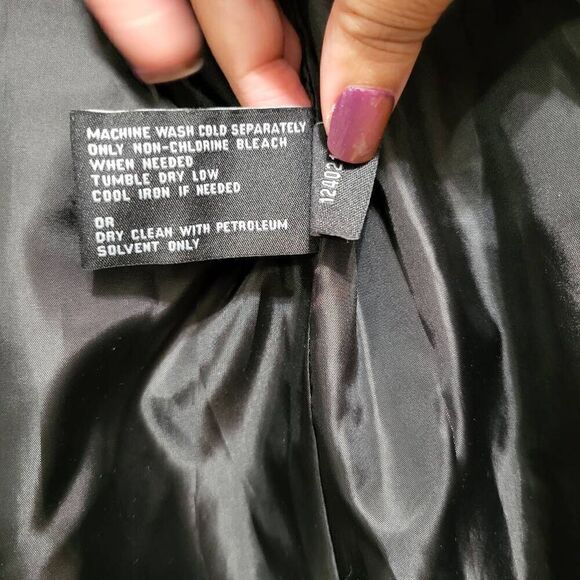 MACHINE WASH COLD SEPARATELY
ONLY NON-CHLORINE BLEACH
WHEN NEEDED
TUMBLE DRY LOW
COOL IRON IF NEEDED
OR
DRY CLEAN WITH PETROLEUM
SOLVENT ONLY